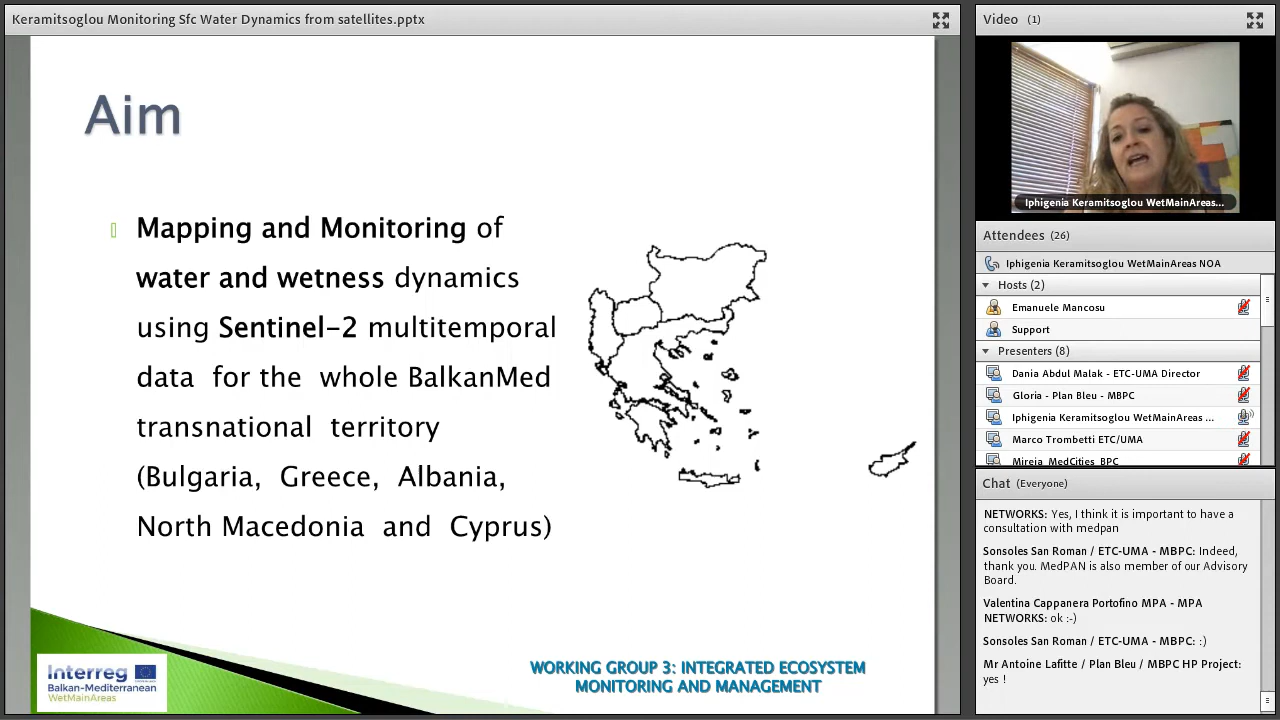 Keramitsoglou Monitoring Sfc Water Dynamics from satellites.pptx
Aim
Mapping and Monitoring of
water and wetness dynamics
using Sentinel-2 multitemporal
data for the whole BalkanMed
transnational territory
(Bulgaria, Greece, Albania,
North Macedonia and Cyprus)
Interreg
Balkan-Mediterranean
WetMainAreas
WORKING GROUP 3: INTEGRATED ECOSYSTEM
MONITORING AND MANAGEMENT
Video (1)
Iphigenia Keramitsoglou WetMainAreas...
Attendees (26)
Iphigenia Keramitsoglou WetMainAreas NOA
Hosts (2)
Emanuele Mancosu
Support
Presenters (8)
Dania Abdul Malak - ETC-UMA Director
Gloria - Plan Bleu - MBPC
Iphigenia Keramitsoglou WetMainAreas ...
Marco Trombetti ETC/UMA
Mireia MedCities BPC
Chat (Everyone)
NETWORKS: Yes, I think it is important to have a
consultation with medpan
Sonsoles San Roman / ETC-UMA - MBPC: Indeed,
thank you. MedPAN is also member of our Advisory
Board.
Valentina Cappanera Portofino MPA - MPA
NETWORKS: ok :-)
Sonsoles San Roman / ETC-UMA - MBPC: :)
Mr Antoine Lafitte / Plan Bleu / MBPC HP Project:
yes !